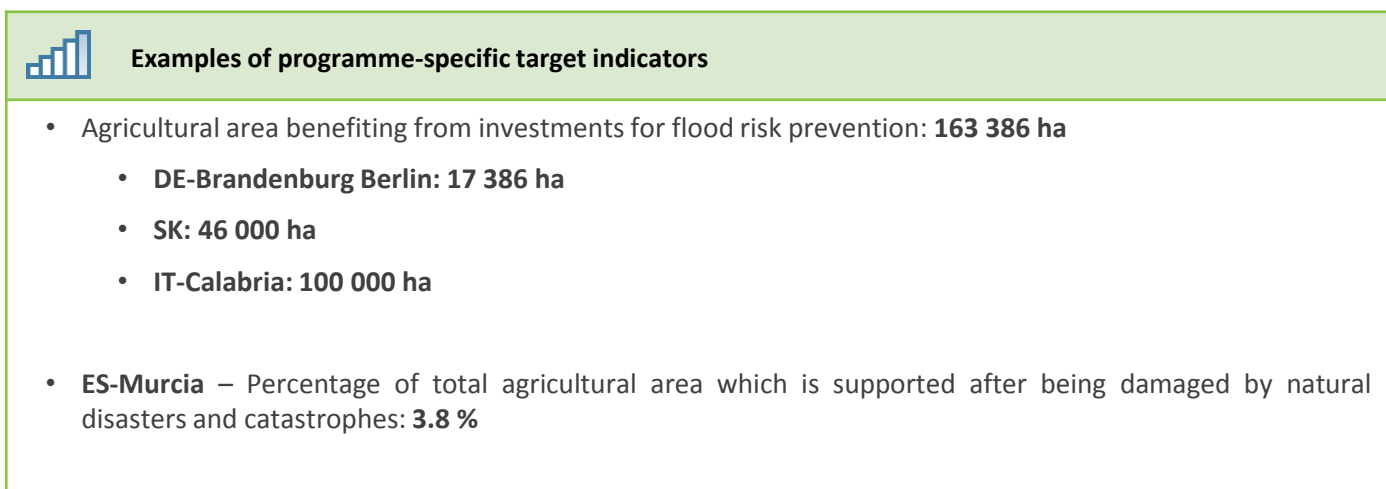 Examples of programme-specific target indicators
• Agricultural area benefiting from investments for flood risk prevention: 163 386 ha
• DE-Brandenburg Berlin: 17 386 ha
• SK: 46 000 ha
• IT-Calabria: 100 000 ha
• ES-Murcia – Percentage of total agricultural area which is supported after being damaged by natural
disasters and catastrophes: 3.8 %